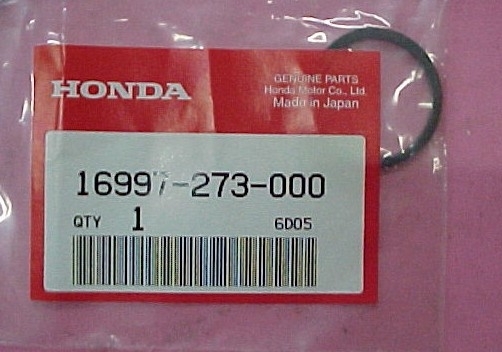 HONDA
GENUINE PARTS
Honda Motor Co., Ltd.
Made in Japan
16997-273-000
QTY 1 6D05